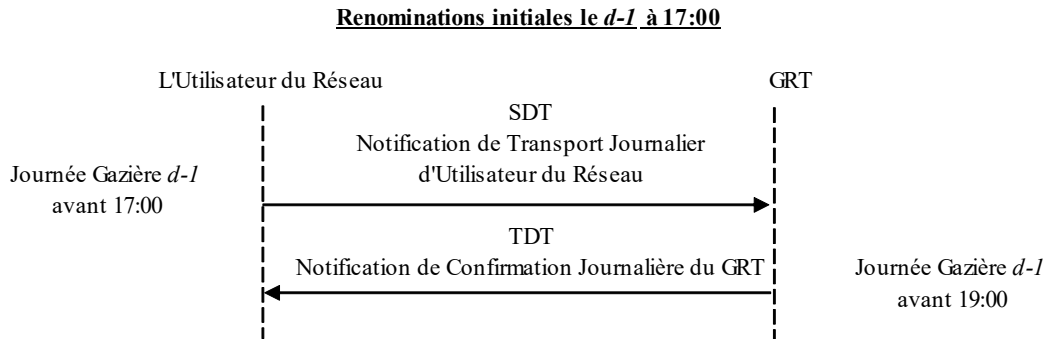 Renominations initiales le d-1 à 17:00
L'Utilisateur du Réseau
GRT
SDT
Notification de Transport Journalier
d'Utilisateur du Réseau
Journée Gazière d-1
avant 17:00
TDT
Notification de Confirmation Journalière du GRT
Journée Gazière d-1
avant 19:00